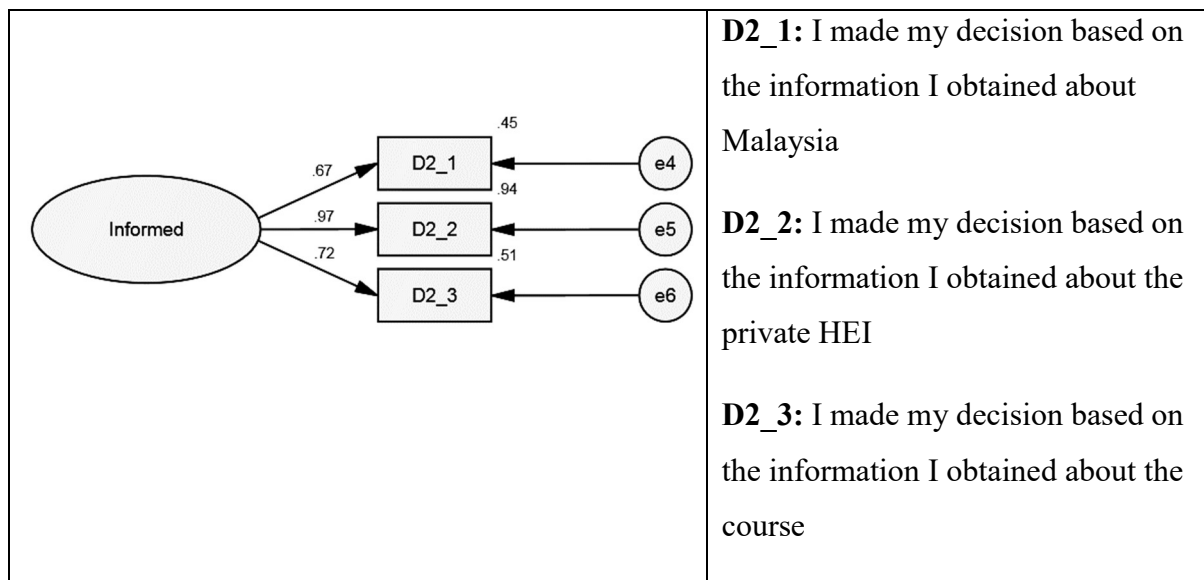 .45
.67
D2_1
e4
.94
Informed
.97
D2_2
e5
.72
.51
D2_3
e6
D2_1: I made my decision based on
the information I obtained about
Malaysia
D2_2: I made my decision based on
the information I obtained about the
private HEI
D2_3: I made my decision based on
the information I obtained about the
course